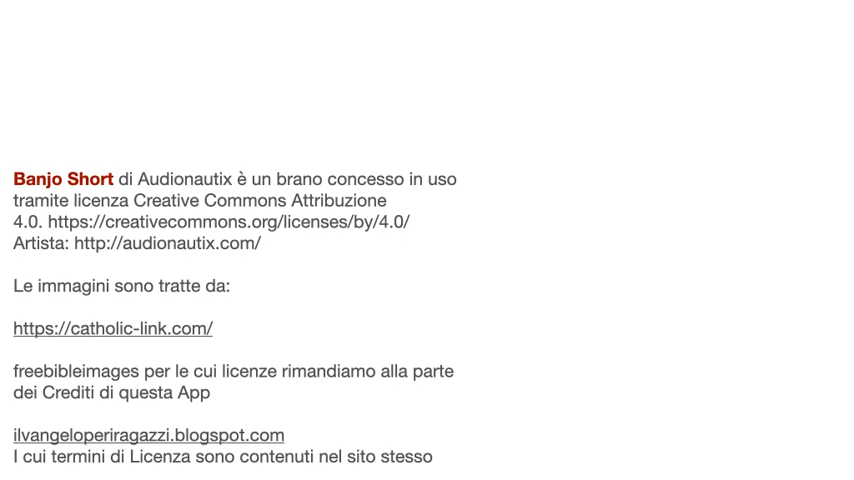 Banjo Short di Audionautix è un brano concesso in uso
tramite licenza Creative Commons Attribuzione
4.0. https://creativecommons.org/licenses/by/4.0/
Artista: http://audionautix.com/
Le immagini sono tratte da:
https://catholic-link.com/
freebibleimages per le cui licenze rimandiamo alla parte
dei Crediti di questa App
ilvangeloperiragazzi.blogspot.com
I cui termini di Licenza sono contenuti nel sito stesso